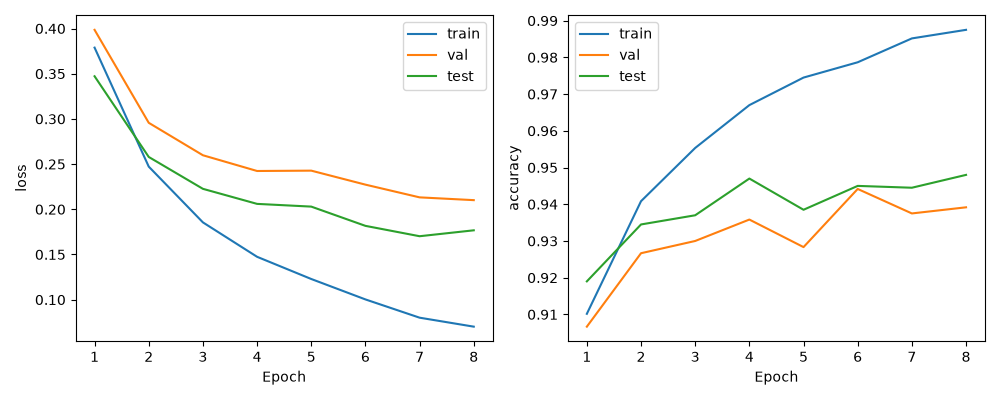 0.40
0.35
0.30
0.25
0.20
0.15
0.10
loss
1 2 3 4 5 6 7 8
Epoch
train
val
test
0.99
0.98
0.97
0.96
0.95
0.94
0.93
0.92
0.91
accuracy
1 2 3 4 5 6 7 8
Epoch
train
val
test